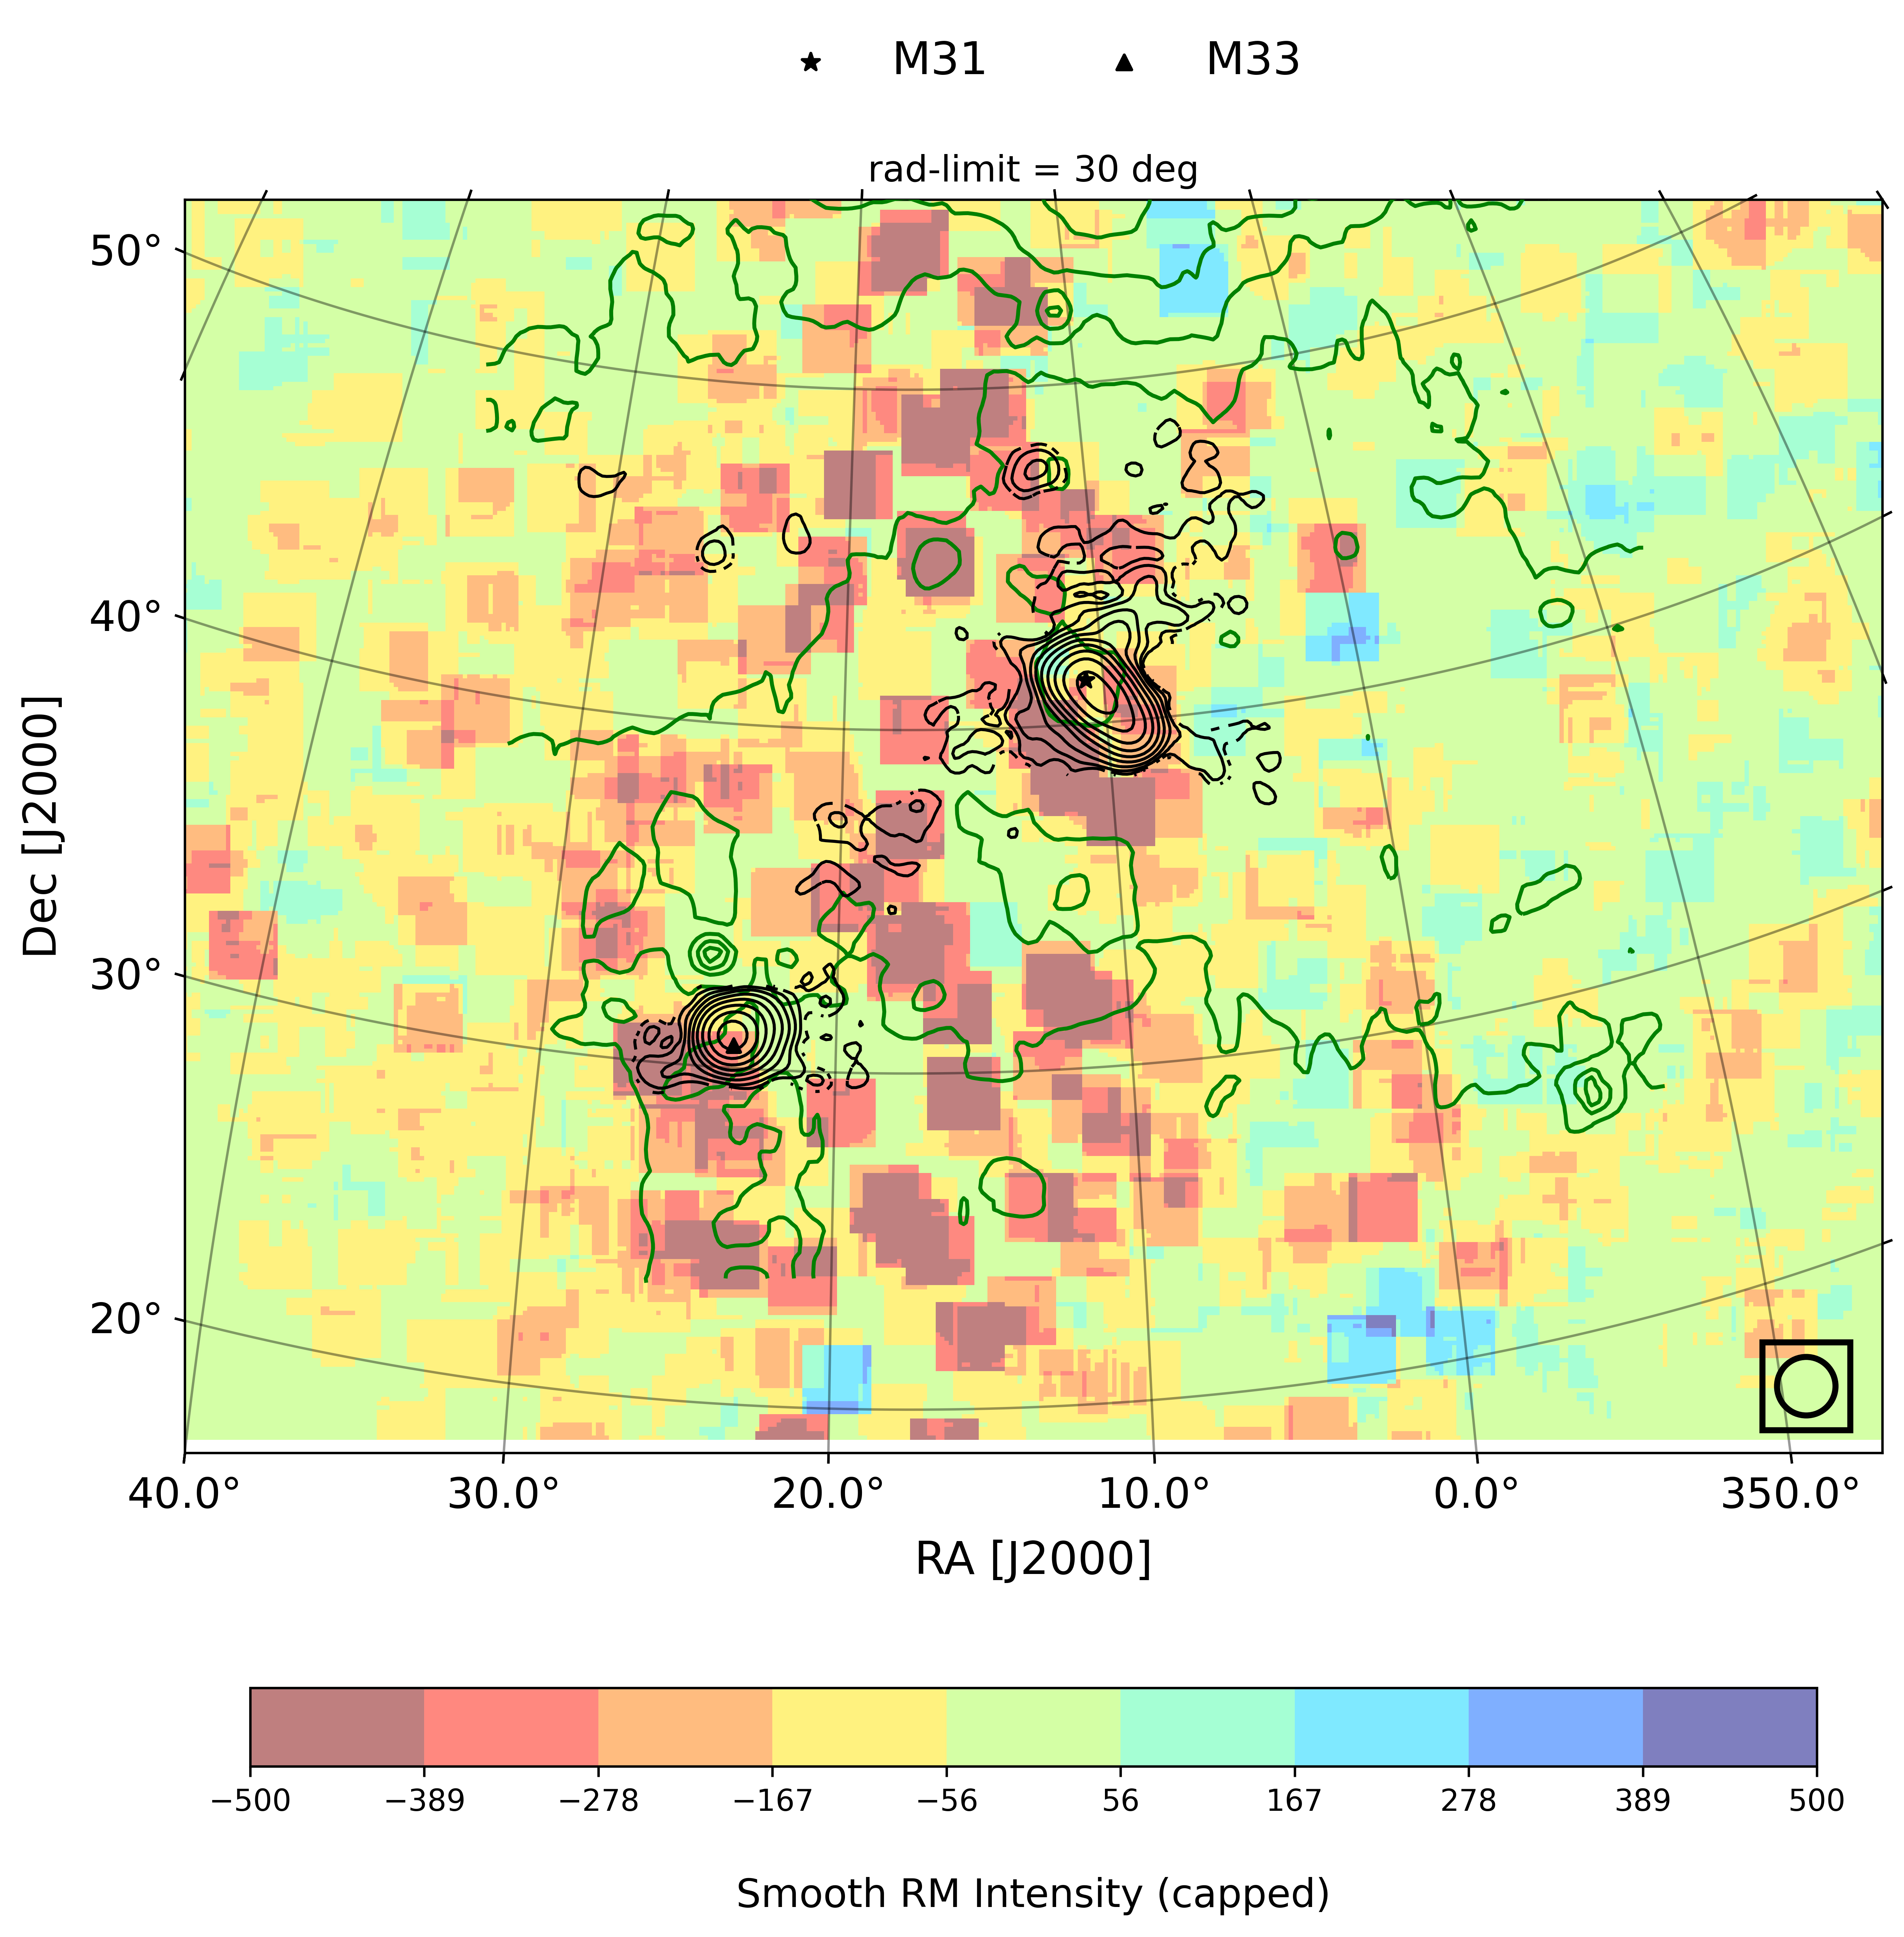 M31 M33
rad-limit = 30 deg
50°
40°
30°
20°
Dec [J2000]
40.0° 30.0° 20.0° 10.0° 0.0° 350.0°
RA [J2000]
−500 −389 −278 −167 −56 56 167 278 389 500
Smooth RM Intensity (capped)